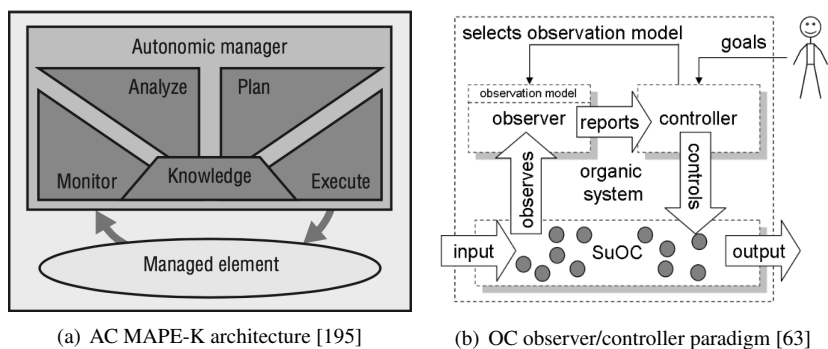 Autonomic manager
Analyze
Plan
Monitor
Knowledge
Execute
Managed element
(a) AC MAPE-K architecture [195]
selects observation model
goals
observation model
observer
reports
controller
observes
organic
system
controls
input
SuOC
output
(b) OC observer/controller paradigm [63]